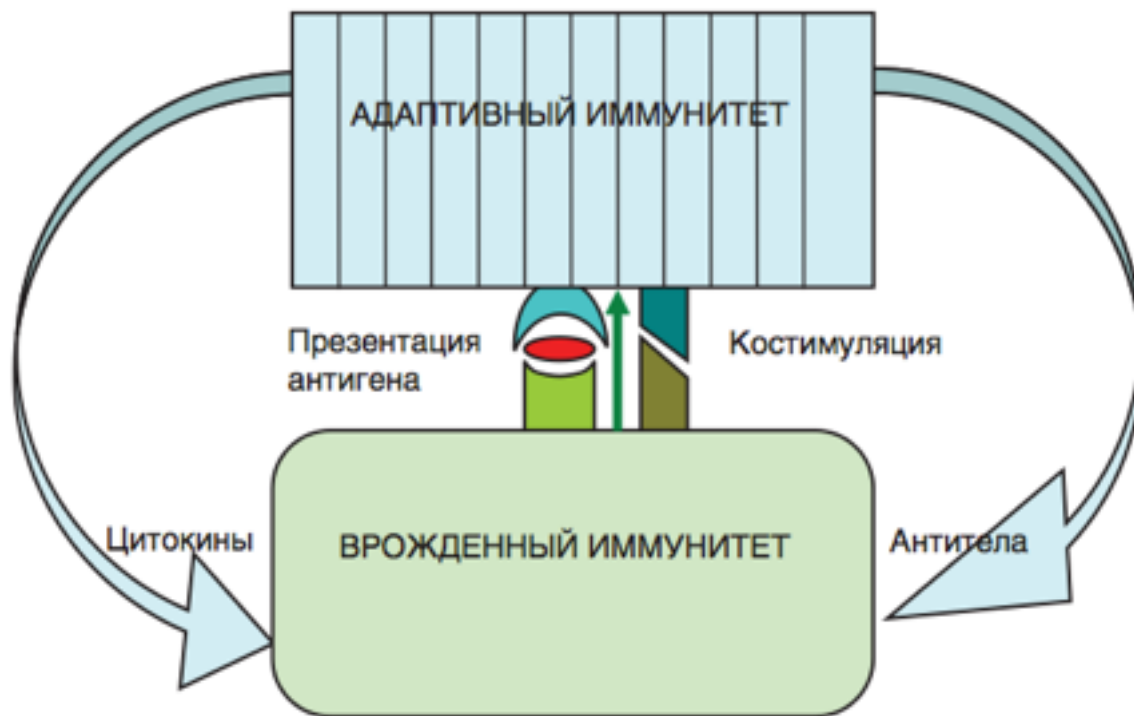 АДАПТИВНЫЙ ИММУНИТЕТ
Презентация
антигена
Костимуляция
Цитокины
ВРОЖДЕННЫЙ ИММУНИТЕТ
Антитела